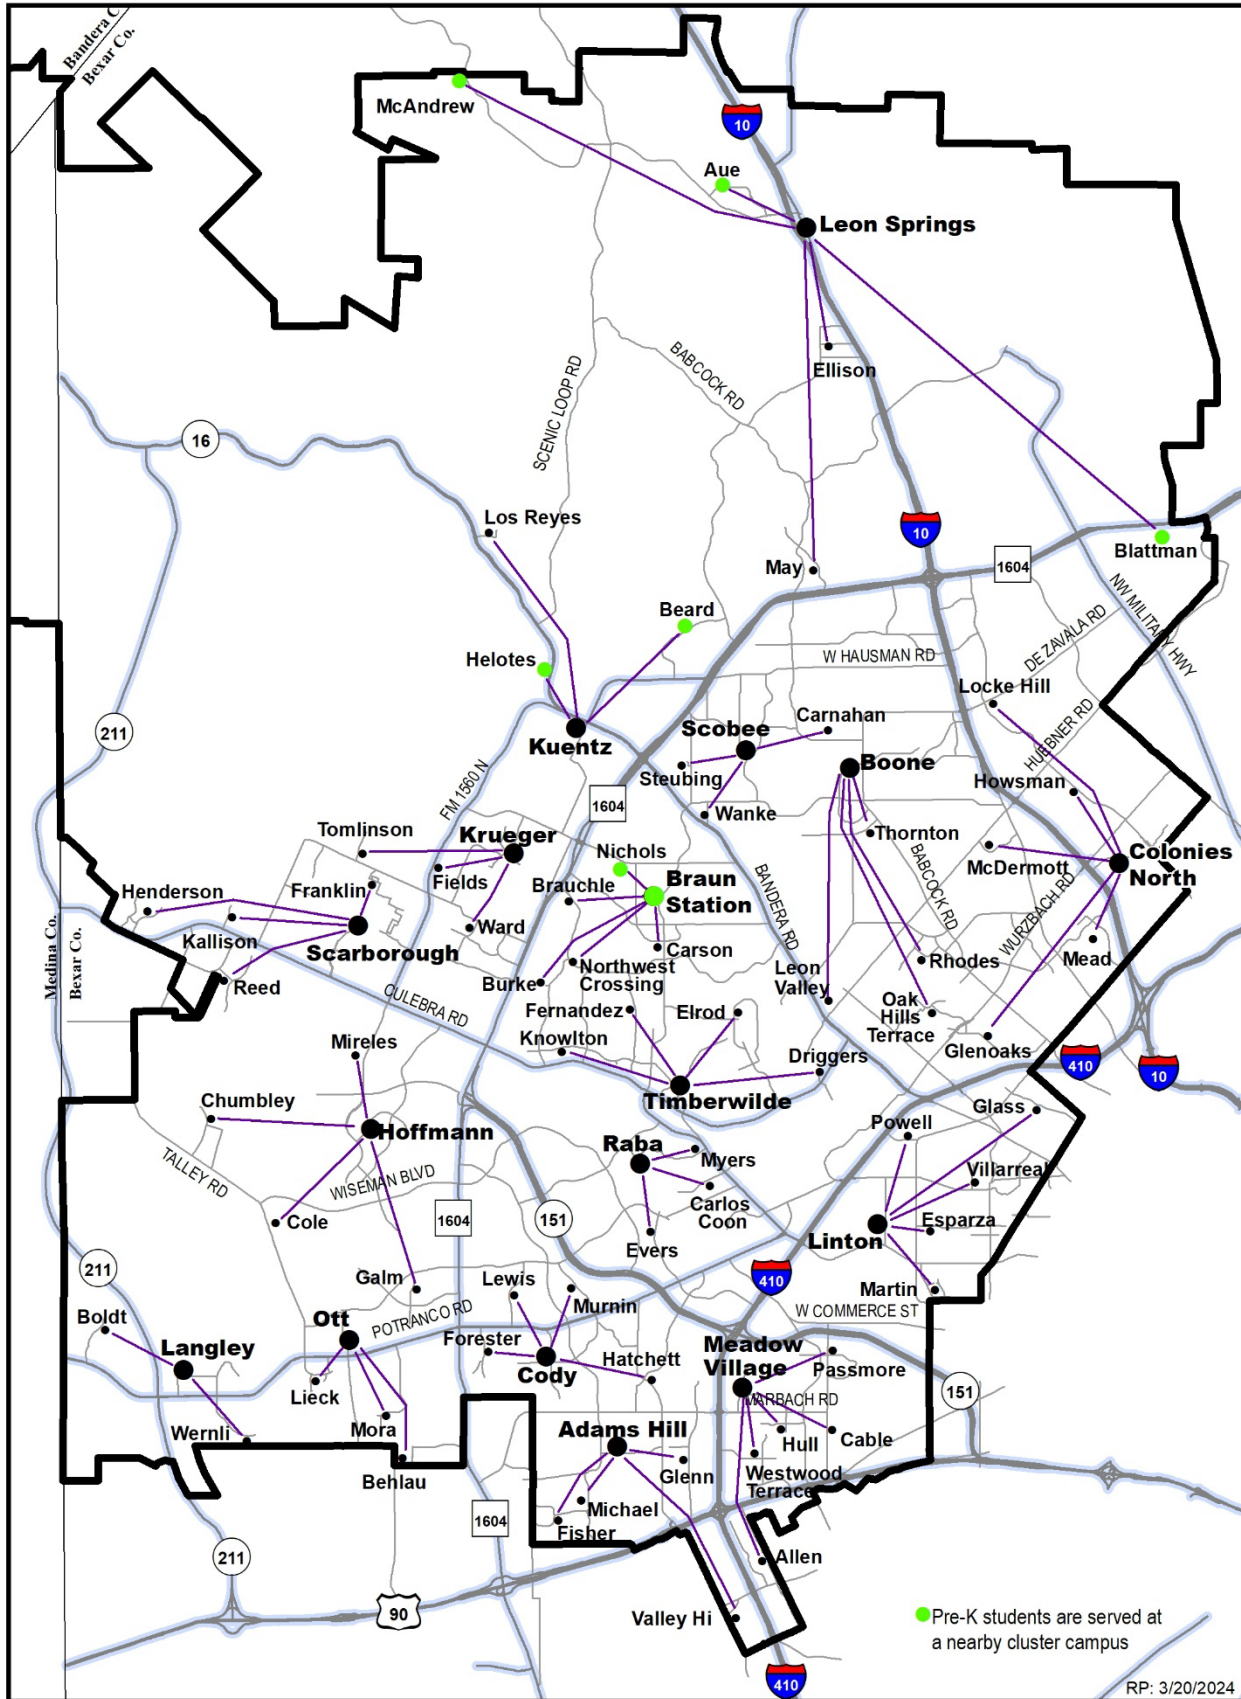 Bandera C
Bexar Co.
McAndrew
10
Aue
Leon Springs
Ellison
BABCOCK RD
SCENIC LOOP RD
16
Los Reyes
10
1604
Blattman
May
NW MILITARY HWY
Beard
DE ZAVALA RD
W HAUSMAN RD
Helotes
Locke Hill
211
Carnahan
Scobee
HUEBNER RD
Kuentz
Boone
Steubing
Howsman
FM 1560 N
1604
Wanke
Tomlinson
Krueger
Thornton
Nichols
Colonies
North
McDermott
Fields
Franklin
Henderson
Brauchle
Braun
Station
BANDERA RD
BABCOCK RD
WURZBACH RD
Kallison
Scarborough
Ward
Carson
Mead
Medina Co.
Bexar Co.
Reed
Burke
Northwest
Crossing
Leon
Valley
Rhodes
CULEBRA RD
Fernandez
Elrod
Oak
Hills
Terrace
Mireles
Knowlton
Driggers
Glenoaks
410
10
Timberwilde
Chumbley
Glass
Hoffmann
Powell
Raba
Myers
Villarreal
TALLEY RD
WISEMAN BLVD
Carlos
Coon
Cole
1604
151
Esparza
Linton
Evers
211
Galm
Lewis
410
Martin
Murnin
Boldt
Ott
POTRANCO RD
W COMMERCE ST
Forester
Meadow
Village
Langley
Hatchett
Passmore
Cody
Lieck
MARBACH RD
151
Mora
Wernli
Adams Hill
Hull
Cable
Behlau
Glenn
Westwood
Terrace
Michael
1604
Fisher
211
Allen
90
Valley Hi
Pre-K students are served at
a nearby cluster campus
410
RP: 3/20/2024